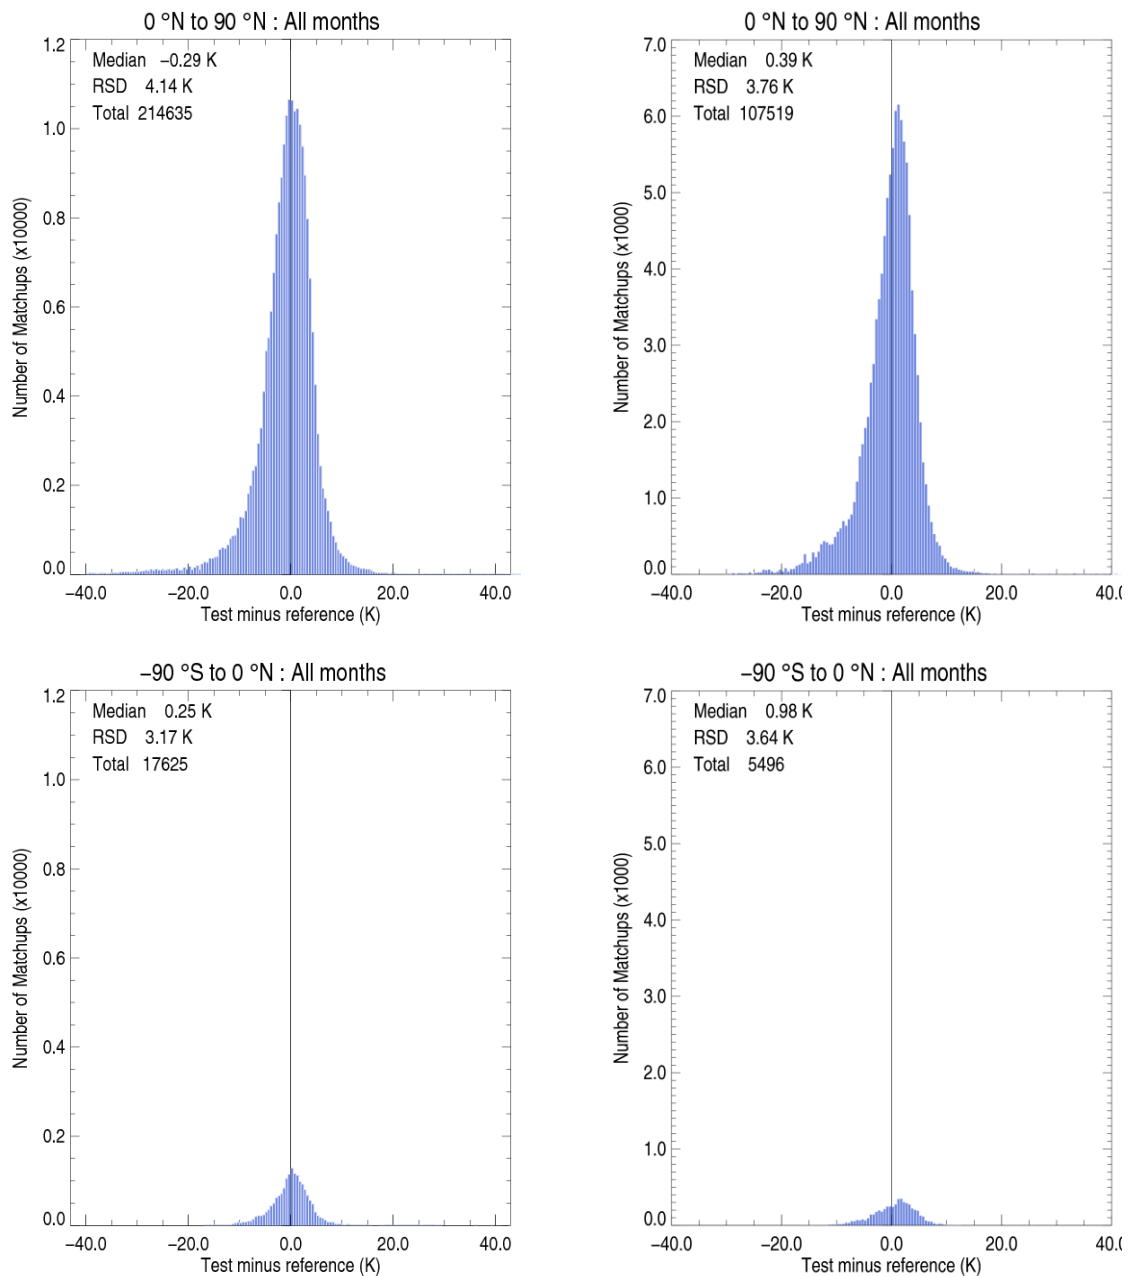 0 °N to 90 °N : All months
Median −0.29 K
RSD 4.14 K
Total 214635
Number of Matchups (x10000)
1.2
1.0
0.8
0.6
0.4
0.2
0.0
−40.0 −20.0 0.0 20.0 40.0
Test minus reference (K)
0 °N to 90 °N : All months
Median 0.39 K
RSD 3.76 K
Total 107519
Number of Matchups (x1000)
7.0
6.0
5.0
4.0
3.0
2.0
1.0
0.0
−40.0 −20.0 0.0 20.0 40.0
Test minus reference (K)
−90 °S to 0 °N : All months
Median 0.25 K
RSD 3.17 K
Total 17625
Number of Matchups (x10000)
1.2
1.0
0.8
0.6
0.4
0.2
0.0
−40.0 −20.0 0.0 20.0 40.0
Test minus reference (K)
−90 °S to 0 °N : All months
Median 0.98 K
RSD 3.64 K
Total 5496
Number of Matchups (x1000)
7.0
6.0
5.0
4.0
3.0
2.0
1.0
0.0
−40.0 −20.0 0.0 20.0 40.0
Test minus reference (K)